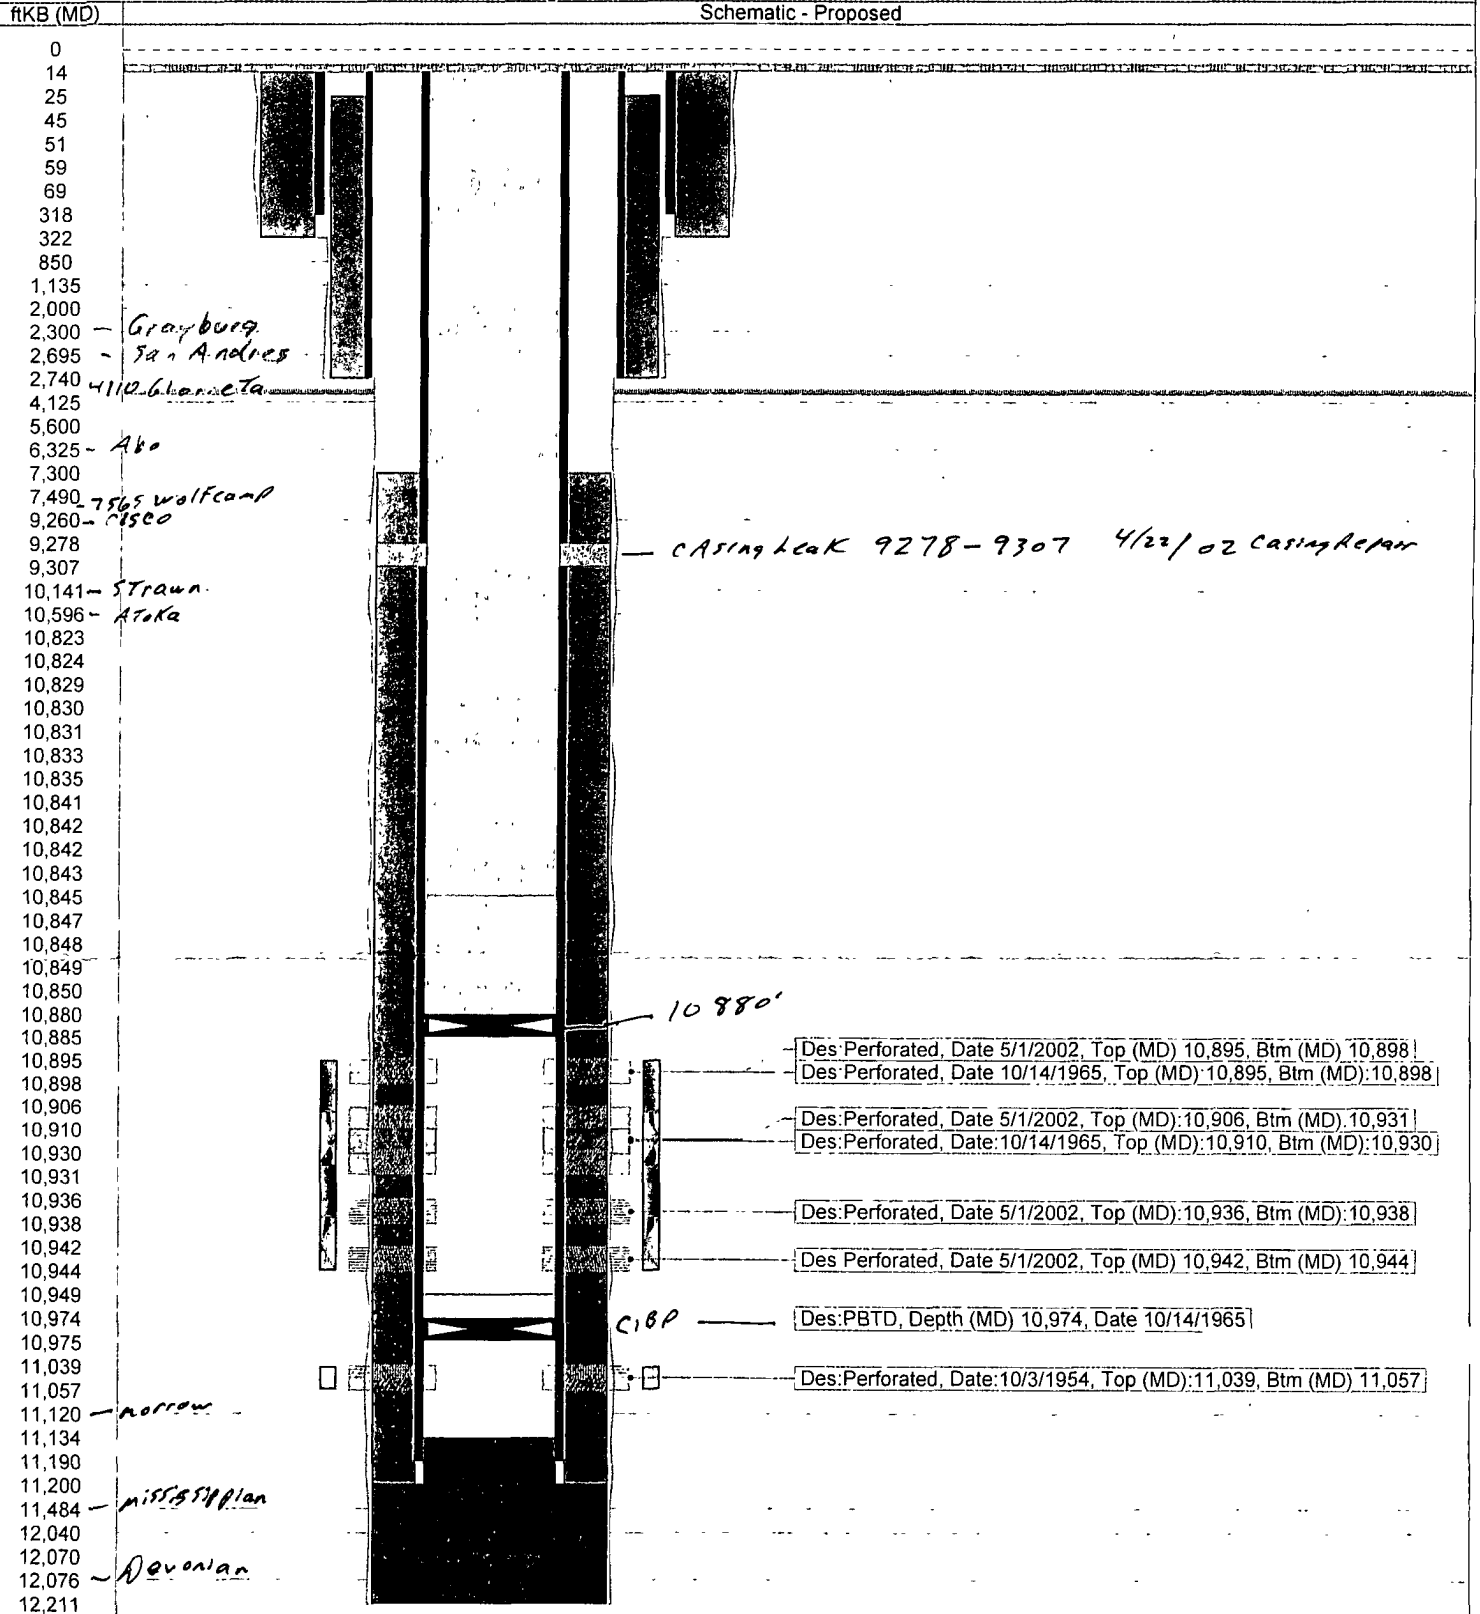 ftKB (MD) Schematic - Proposed
0
14
25
45
51
59
69
318
322
850
1,135
2,000
2,300 - Grayburg
2,695 - San Andres
2,740
4110 Glorieta
4,125
5,600
6,325 - Abo
7,300
7,490
- 7565 wolfcamp
9,260 - Cisco
9,278
casing Leak 9278-9307 4/22/02 Casing Repair
9,307
10,141 - STrawn
10,596 - AToKa
10,823
10,824
10,829
10,830
10,831
10,833
10,835
10,841
10,842
10,842
10,843
10,845
10,847
10,848
10,849
10,850
10,880
10880'
10,885
Des:Perforated, Date 5/1/2002, Top (MD) 10,895, Btm (MD) 10,898
10,895
Des:Perforated, Date 10/14/1965, Top (MD):10,895, Btm (MD):10,898
10,898
10,906
Des:Perforated, Date 5/1/2002, Top (MD):10,906, Btm (MD) 10,931
10,910
Des:Perforated, Date:10/14/1965, Top (MD):10,910, Btm (MD):10,930
10,930
10,931
10,936
Des:Perforated, Date 5/1/2002, Top (MD):10,936, Btm (MD):10,938
10,938
10,942
Des Perforated, Date 5/1/2002, Top (MD) 10,942, Btm (MD) 10,944
10,944
10,949
10,974
CIBP Des:PBTD, Depth (MD) 10,974, Date 10/14/1965
10,975
11,039
Des:Perforated, Date:10/3/1954, Top (MD):11,039, Btm (MD) 11,057
11,057
11,120 - morrow
11,134
11,190
11,200
11,484 - mississippian
12,040
12,070
12,076 - Devonian
12,211